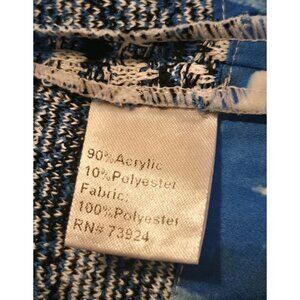 90% Acrylic
10% Polyester
Fabric:
100% Polyester
RN# 73924